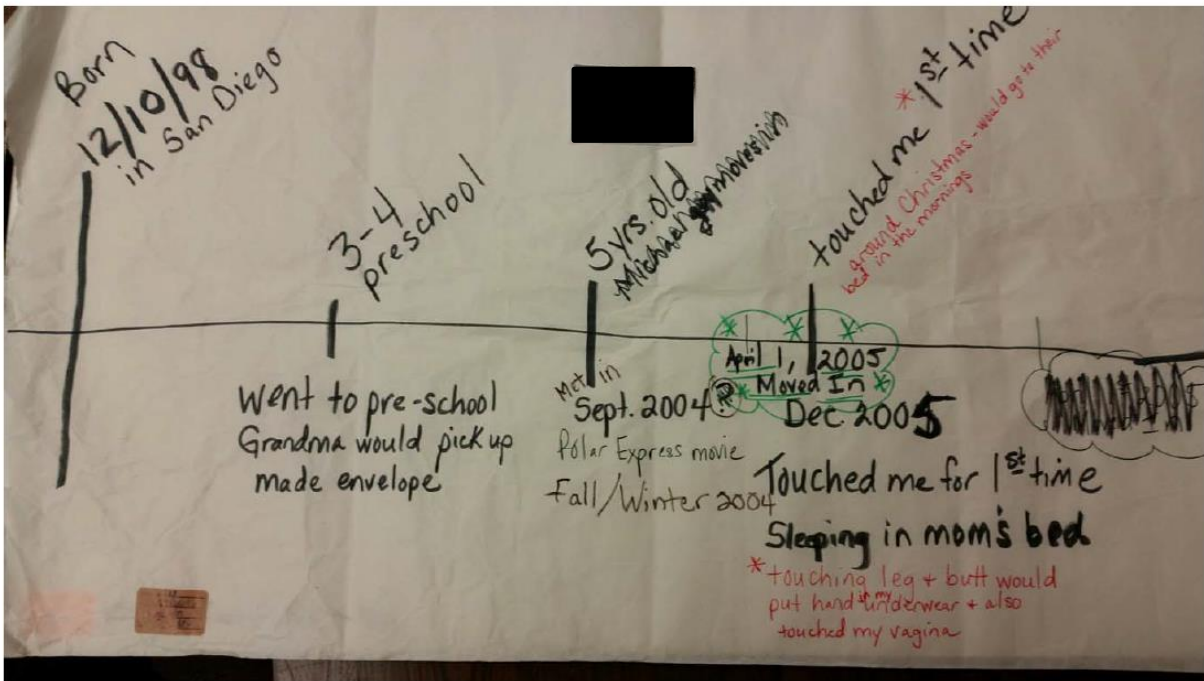 Born
12/10/98
in San Diego
3-4
preschool
5 yrs. old
touched me *1st time
around Christmas - would go to their
bed in the mornings
Went to pre-school
Grandma would pick up
made envelope
Met in
Sept. 2004?
Polar Express movie
Fall/Winter 2004
* * *
April 1, 2005
* Moved In *
Dec 2005
Touched me for 1st time
Sleeping in mom's bed
*touching leg + butt would
put hand in my underwear + also
touched my vagina